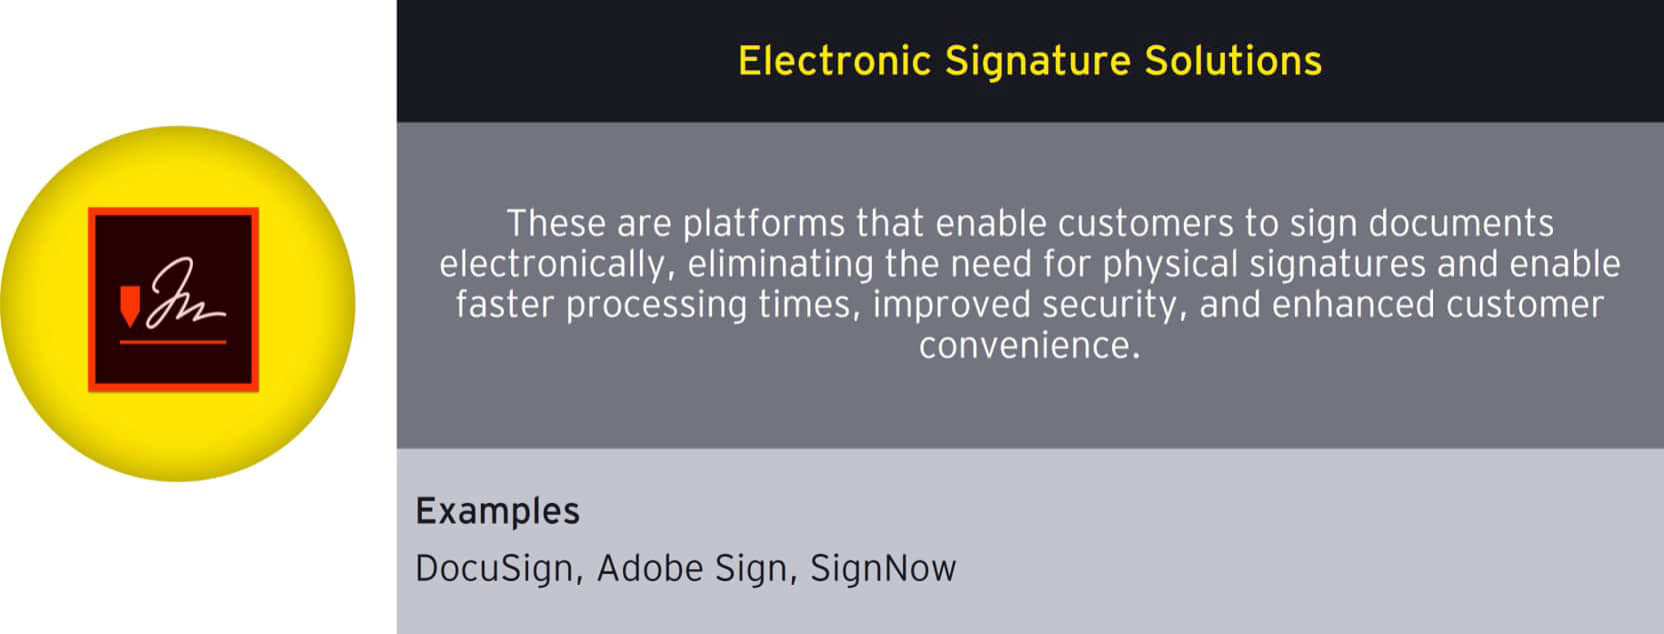 Electronic Signature Solutions
These are platforms that enable customers to sign documents
electronically, eliminating the need for physical signatures and enable
faster processing times, improved security, and enhanced customer
convenience.
Examples
DocuSign, Adobe Sign, SignNow